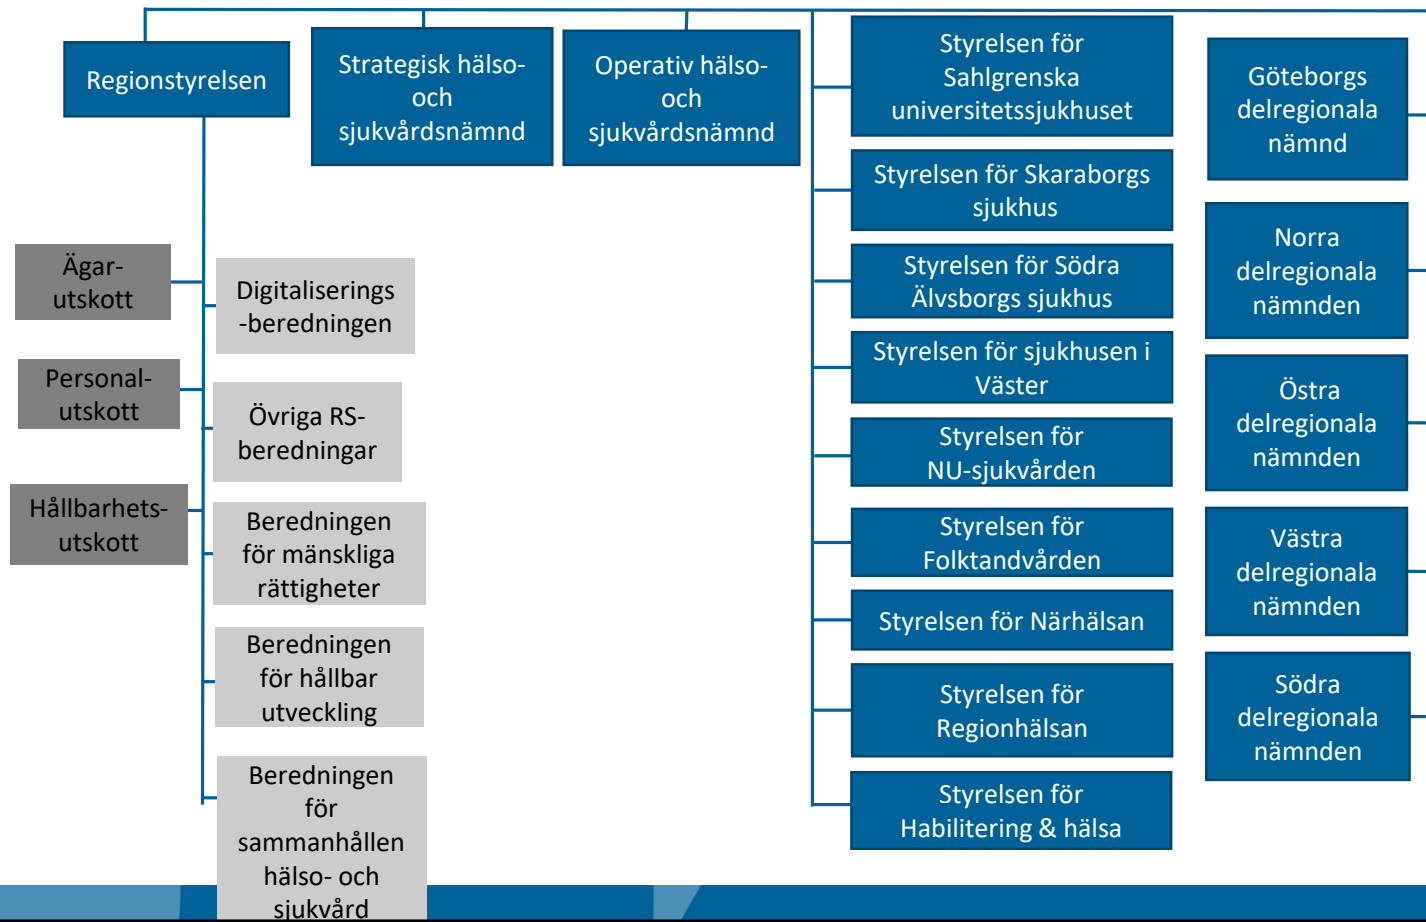 Regionstyrelsen
Strategisk hälso-
och
sjukvårdsnämnd
Operativ hälso-
och
sjukvårdsnämnd
Ägar-
utskott
Personal-
utskott
Hållbarhets-
utskott
Digitaliserings
-beredningen
Övriga RS-
beredningar
Beredningen
för mänskliga
rättigheter
Beredningen
för hållbar
utveckling
Beredningen
för
sammanhållen
hälso- och
sjukvård
Styrelsen för
Sahlgrenska
universitetssjukhuset
Styrelsen för Skaraborgs
sjukhus
Styrelsen för Södra
Älvsborgs sjukhus
Styrelsen för sjukhusen i
Väster
Styrelsen för
NU-sjukvården
Styrelsen för
Folktandvården
Styrelsen för Närhälsan
Styrelsen för
Regionhälsan
Styrelsen för
Habilitering & hälsa
Göteborgs
delregionala
nämnd
Norra
delregionala
nämnden
Östra
delregionala
nämnden
Västra
delregionala
nämnden
Södra
delregionala
nämnden